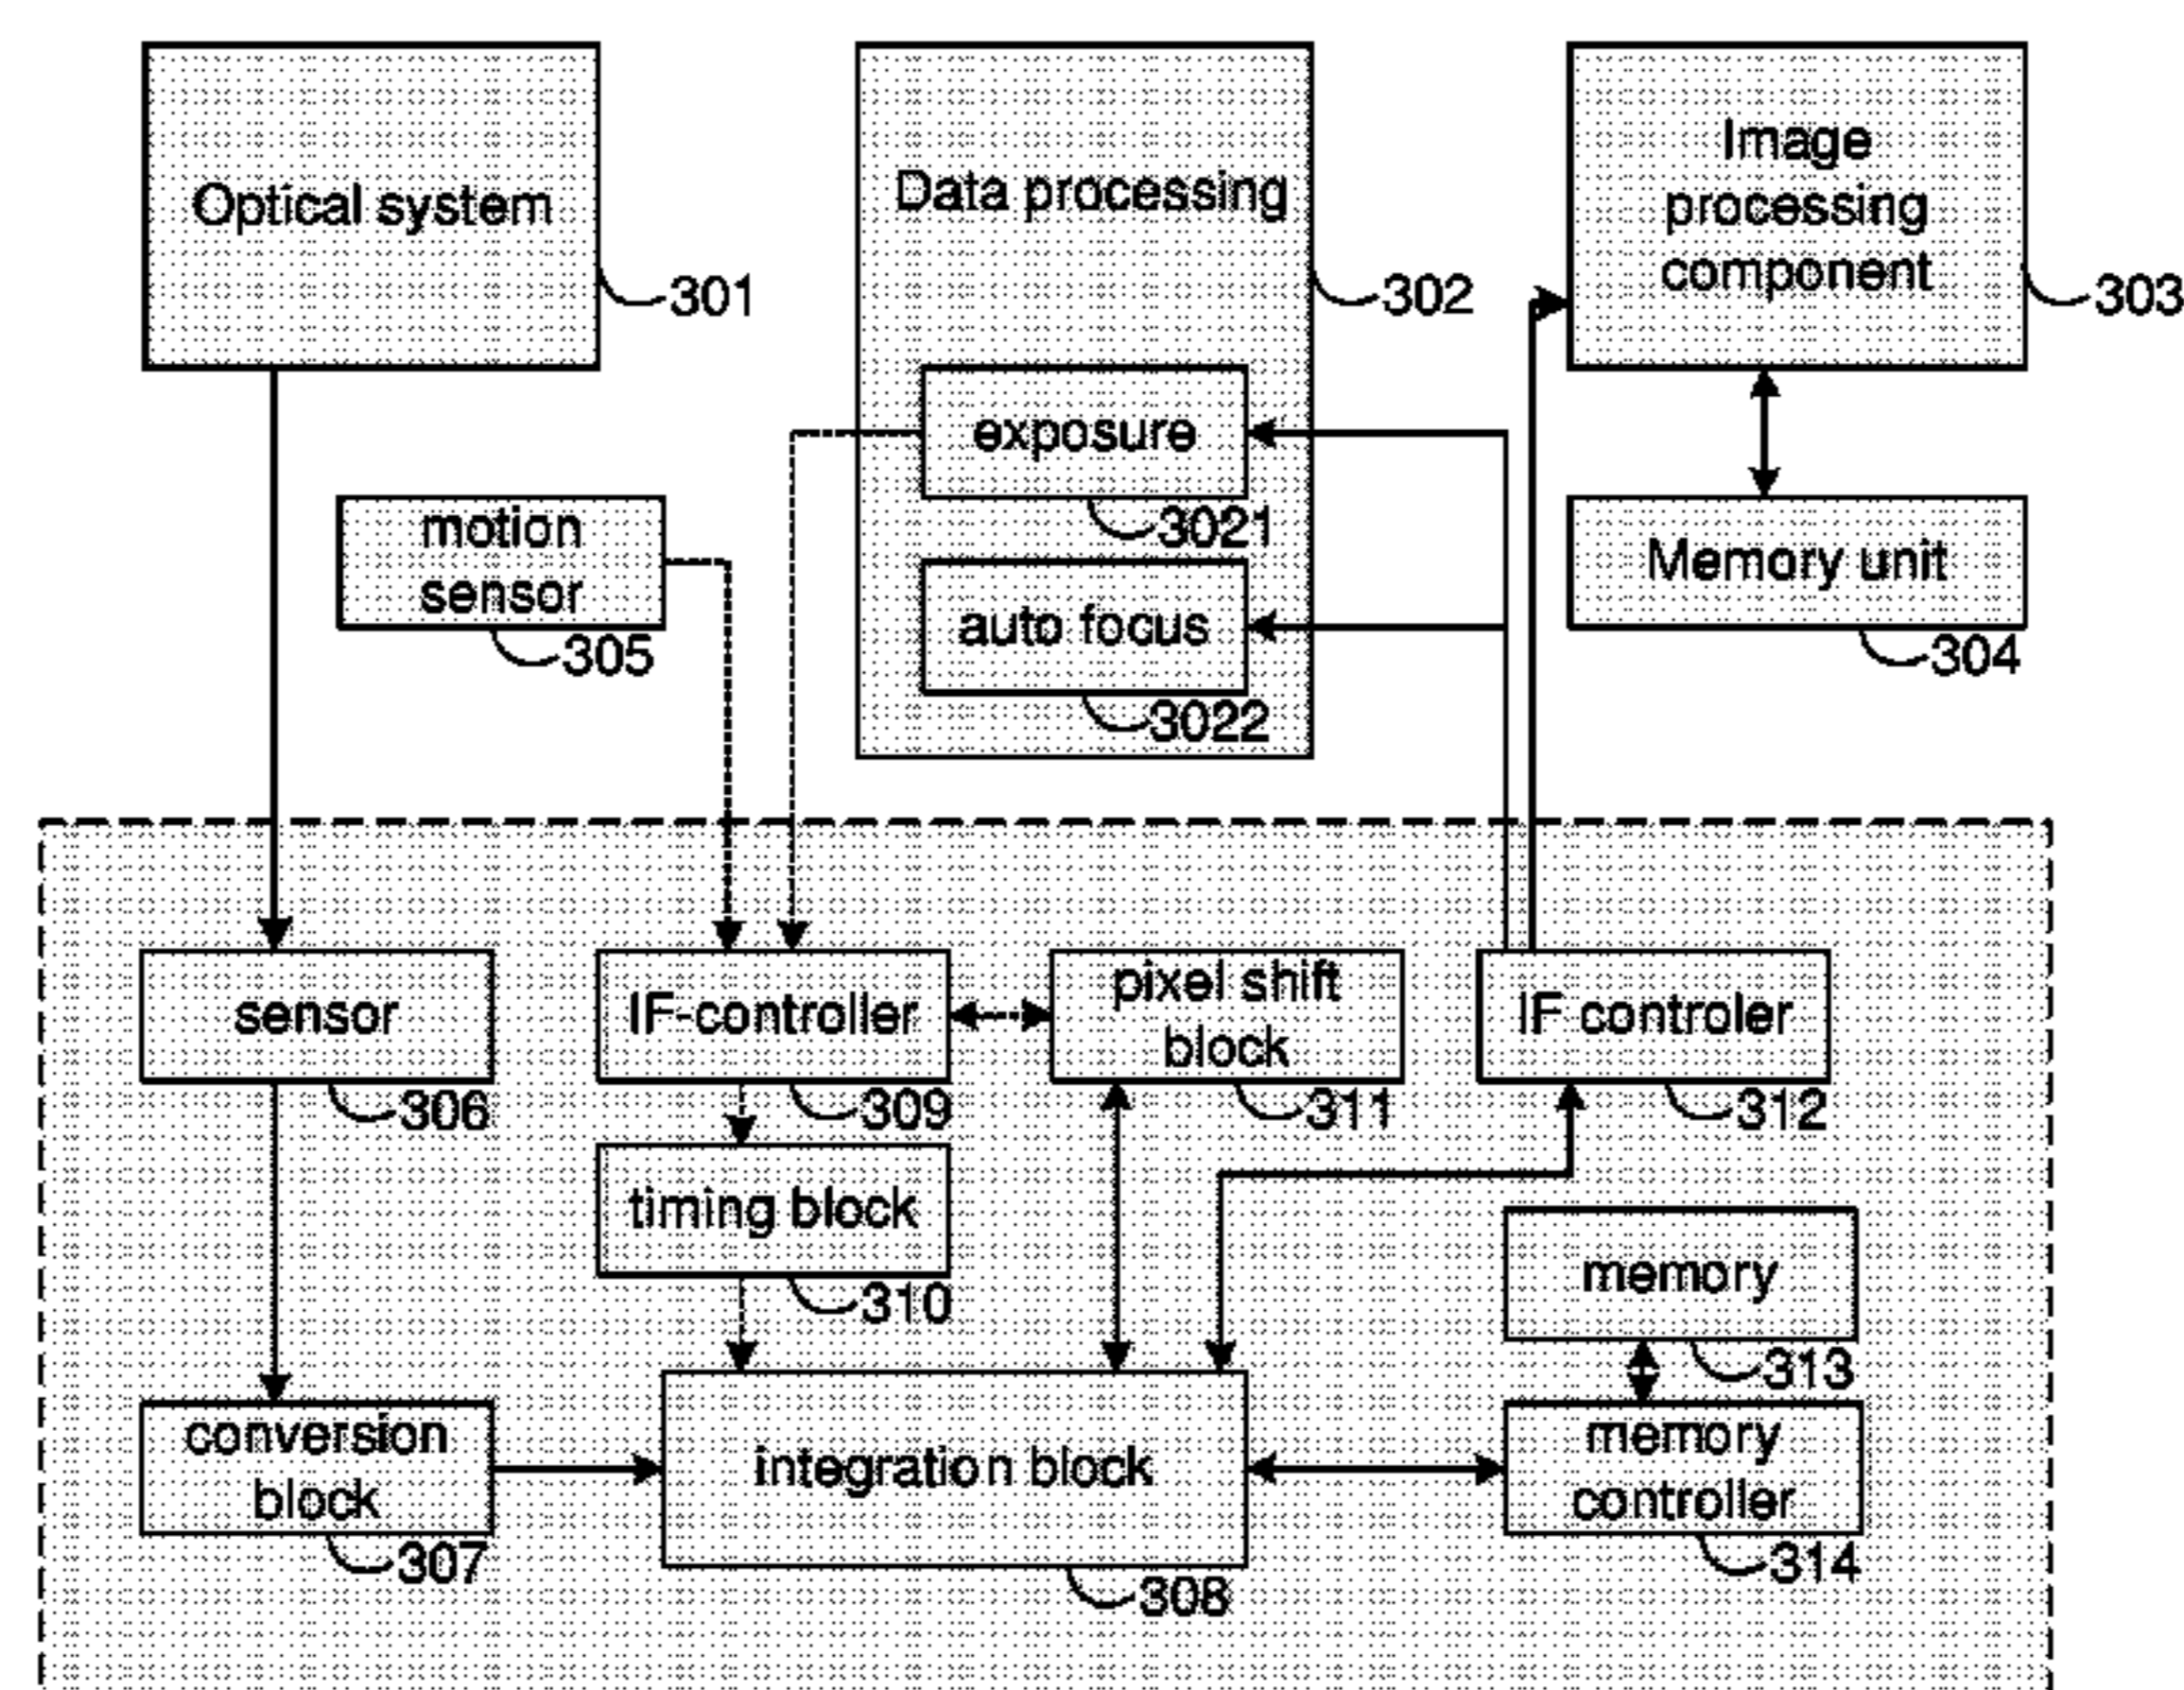 Optical system
301
Data processing
302
Image
processing
component
303
exposure
3021
motion
sensor
305
auto focus
3022
Memory unit
304
sensor
306
IF-controller
309
pixel shift
block
311
IF controler
312
timing block
310
memory
313
conversion
block
307
integration block
308
memory
controller
314